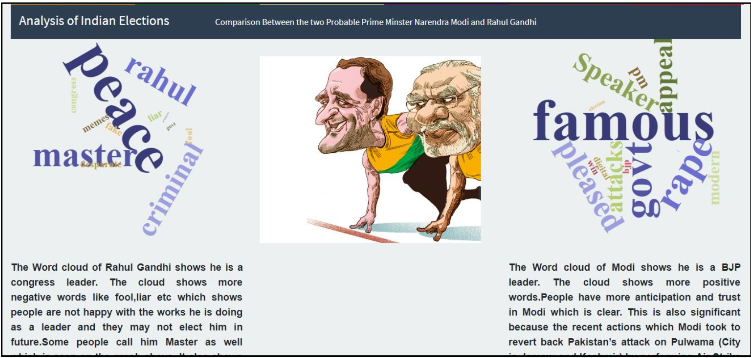 Analysis of Indian Elections
Comparison Between the two Probable Prime Minster Narendra Modi and Rahul Gandhi
peace
rahul
congress
memes
fake
liar
master
criminal
fool
Speaker
pm
appeal
famous
pleased
attacks
digital
win
bjp
govt
rape
modern
The Word cloud of Rahul Gandhi shows he is a
congress leader. The cloud shows more
negative words like fool,liar etc which shows
people are not happy with the works he is doing
as a leader and they may not elect him in
future.Some people call him Master as well
The Word cloud of Modi shows he is a BJP
leader. The cloud shows more positive
words.People have more anticipation and trust
in Modi which is clear. This is also significant
because the recent actions which Modi took to
revert back Pakistan's attack on Pulwama (City